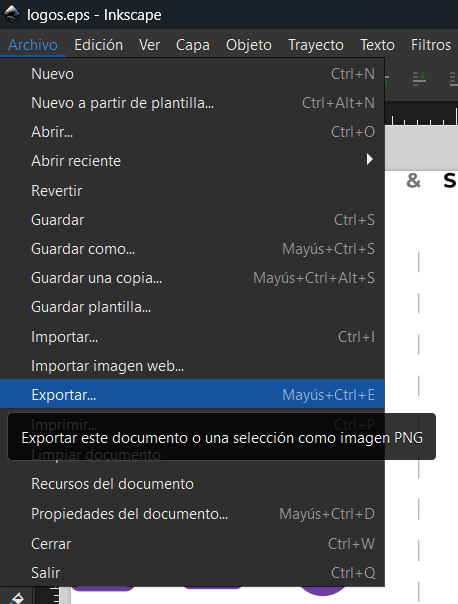 logos.eps - Inkscape
Archivo Edición Ver Capa Objeto Trayecto Texto Filtros
Nuevo Ctrl+N
Nuevo a partir de plantilla... Ctrl+Alt+N
Abrir... Ctrl+O
Abrir reciente
Revertir
Guardar Ctrl+S
Guardar como... Mayús+Ctrl+S
Guardar una copia... Mayús+Ctrl+Alt+S
Guardar plantilla...
Importar... Ctrl+I
Importar imagen web...
Exportar... Mayús+Ctrl+E
Imprimir... Ctrl+P
Exportar este documento o una selección como imagen PNG
Limpiar documento
Recursos del documento
Propiedades del documento... Mayús+Ctrl+D
Cerrar Ctrl+W
Salir Ctrl+Q
& S